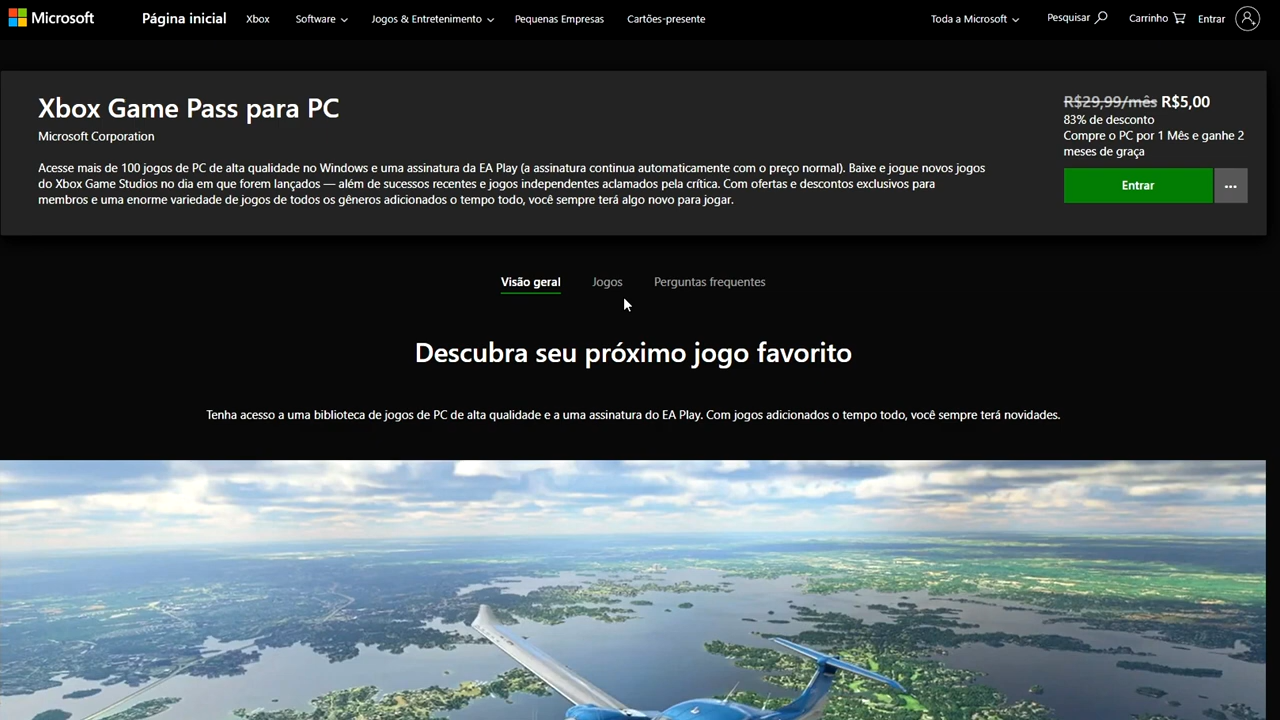 Microsoft
Página inicial
Xbox
Software
Jogos & Entretenimento
Pequenas Empresas
Cartões-presente
Toda a Microsoft
Pesquisar
Carrinho
Entrar
Xbox Game Pass para PC
Microsoft Corporation
Acesse mais de 100 jogos de PC de alta qualidade no Windows e uma assinatura da EA Play (a assinatura continua automaticamente com o preço normal). Baixe e jogue novos jogos
do Xbox Game Studios no dia em que forem lançados — além de sucessos recentes e jogos independentes aclamados pela crítica. Com ofertas e descontos exclusivos para
membros e uma enorme variedade de jogos de todos os gêneros adicionados o tempo todo, você sempre terá algo novo para jogar.
R$29,99/mês R$5,00
83% de desconto
Compre o PC por 1 Mês e ganhe 2
meses de graça
Entrar
...
Visão geral
Jogos
Perguntas frequentes
Descubra seu próximo jogo favorito
Tenha acesso a uma biblioteca de jogos de PC de alta qualidade e a uma assinatura do EA Play. Com jogos adicionados o tempo todo, você sempre terá novidades.